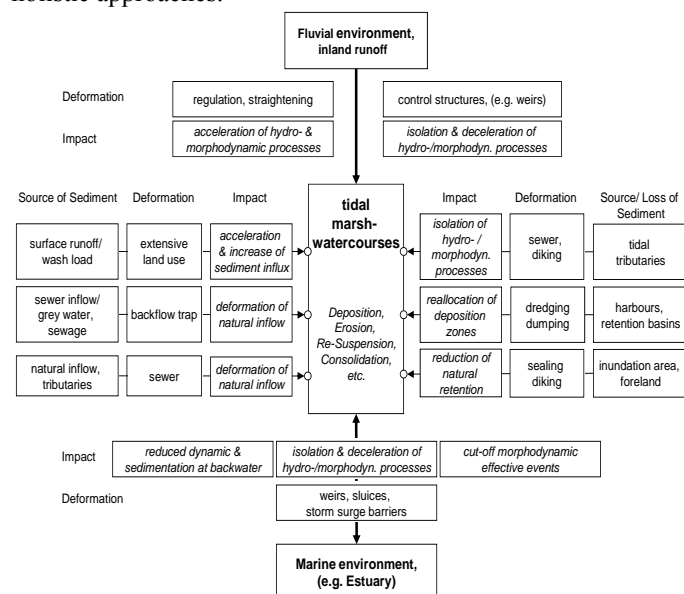 holistic approaches.
Fluvial environment,
inland runoff
Deformation
regulation, straightening
control structures, (e.g. weirs)
Impact
acceleration of hydro- &
morphodynamic processes
isolation & deceleration of
hydro-/morphodyn. processes
Source of Sediment
Deformation
Impact
tidal
marsh-
watercourses
Impact
Deformation
Source/ Loss of
Sediment
surface runoff/
wash load
extensive
land use
acceleration
& increase of
sediment influx
isolation of
hydro- /
morphodyn.
processes
sewer,
diking
tidal
tributaries
sewer inflow/
grey water,
sewage
backflow trap
deformation of
natural inflow
Deposition,
Erosion,
Re-Suspension,
Consolidation,
etc.
reallocation of
deposition
zones
dredging
dumping
harbours,
retention basins
natural inflow,
tributaries
sewer
deformation of
natural inflow
reduction of
natural
retention
sealing
diking
inundation area,
foreland
Impact
reduced dynamic &
sedimentation at backwater
isolation & deceleration of
hydro-/morphodyn. processes
cut-off morphodynamic
effective events
Deformation
weirs, sluices,
storm surge barriers
Marine environment,
(e.g. Estuary)